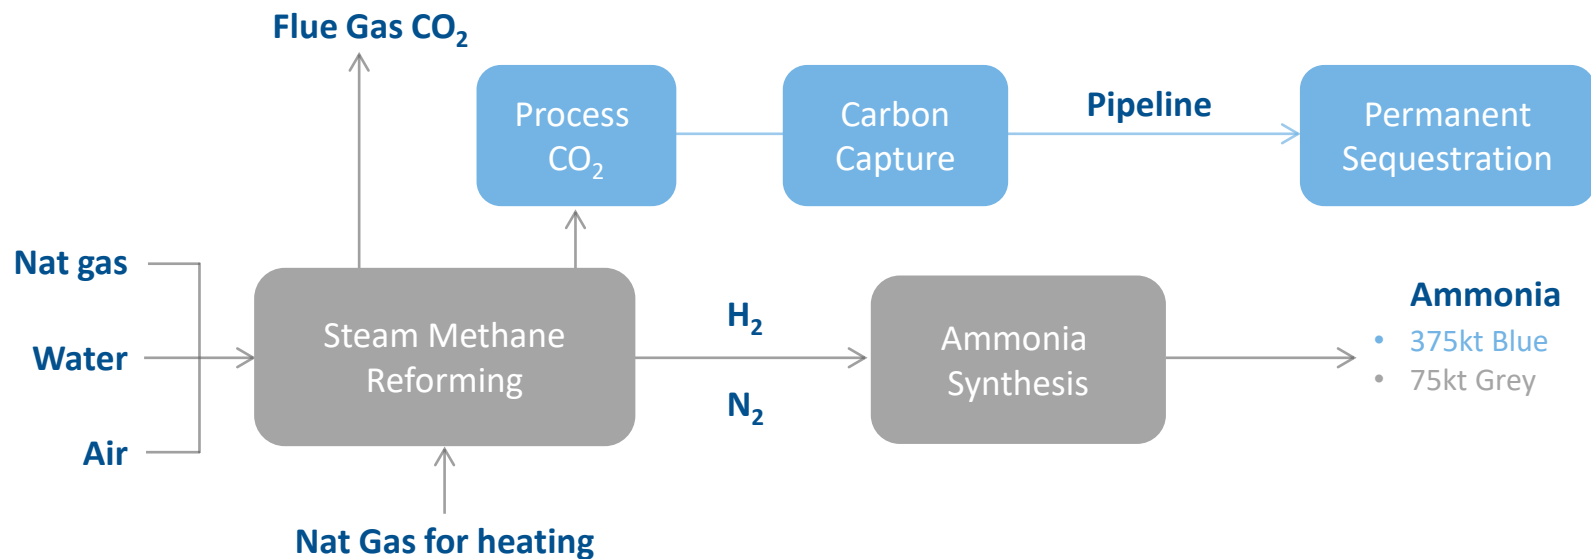 Flue Gas CO₂
Process
CO₂
Carbon
Capture
Pipeline
Permanent
Sequestration
Nat gas
Water
Air
Steam Methane
Reforming
H₂
N₂
Ammonia
Synthesis
Ammonia
• 375kt Blue
• 75kt Grey
Nat Gas for heating